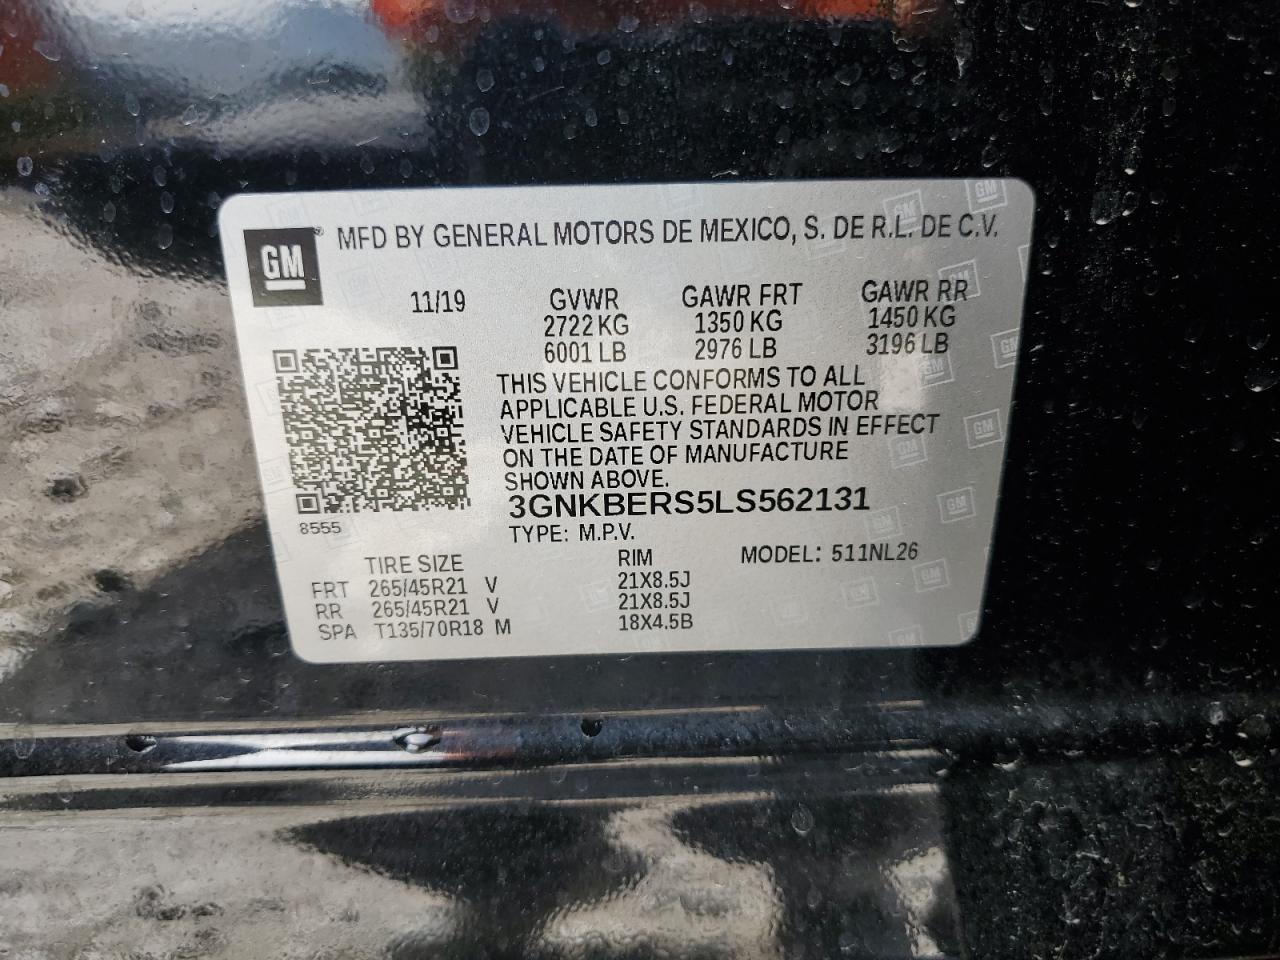 GM
MFD BY GENERAL MOTORS DE MEXICO, S. DE R.L. DE C.V.
11/19 GVWR GAWR FRT GAWR RR
2722 KG 1350 KG 1450 KG
6001 LB 2976 LB 3196 LB
THIS VEHICLE CONFORMS TO ALL
APPLICABLE U.S. FEDERAL MOTOR
VEHICLE SAFETY STANDARDS IN EFFECT
ON THE DATE OF MANUFACTURE
SHOWN ABOVE.
3GNKBERS5LS562131
8555
TYPE: M.P.V.
TIRE SIZE RIM MODEL: 511NL26
FRT 265/45R21 V 21X8.5J
RR 265/45R21 V 21X8.5J
SPA T135/70R18 M 18X4.5B